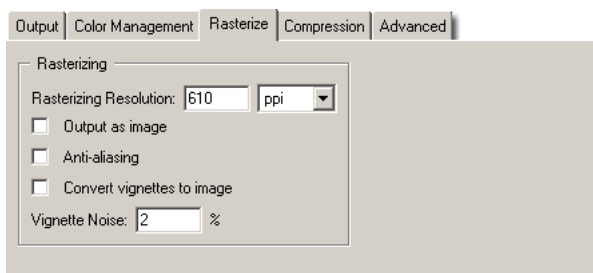 Output Color Management Rasterize Compression Advanced
Rasterizing
Rasterizing Resolution: 610 ppi
Output as image
Anti-aliasing
Convert vignettes to image
Vignette Noise: 2 %